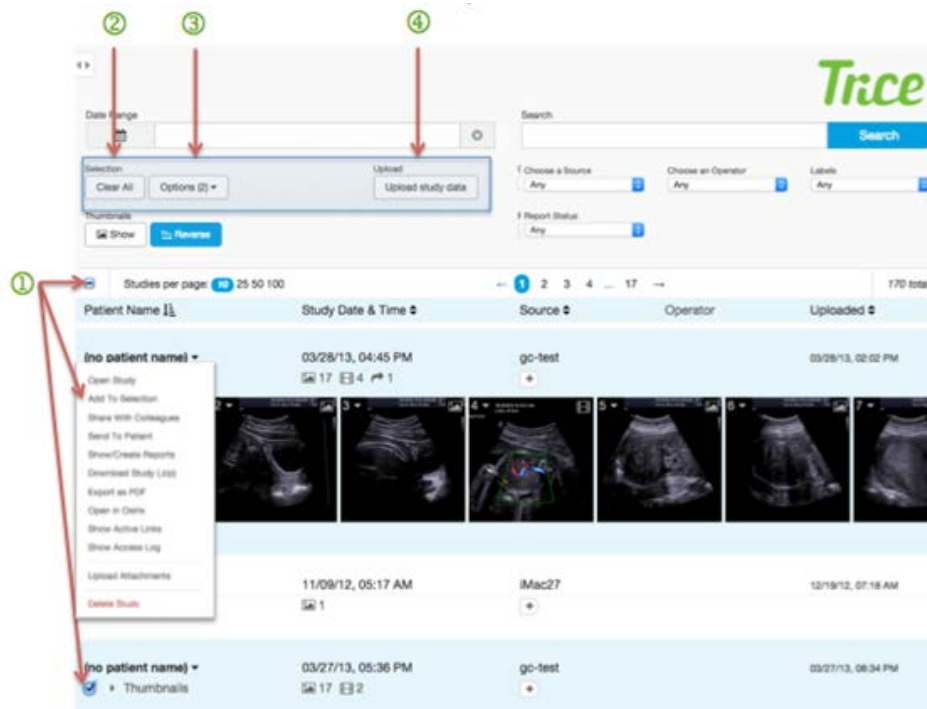 ② ③ ④
Trice
Date Range
Search
Search
Selection
Upload
Clear All
Options (2)
Upload study data
Choose a Source
Choose an Operator
Labels
Any
Any
Any
Thumbnails
Report Status
Show
Reverse
Any
①
Studies per page: 10 25 50 100
← 1 2 3 4 ... 17 →
170 total
Patient Name
Study Date & Time
Source
Operator
Uploaded
(no patient name)
03/28/13, 04:45 PM
gc-test
03/28/13, 02:02 PM
17 4 1
+
Open Study
Add To Selection
Share With Colleagues
Send To Patient
Show/Create Reports
Download Study (.zip)
Export as PDF
Open in Osirix
Show Active Links
Show Access Log
Upload Attachments
Delete Study
2 3 4 5 6 7
11/09/12, 05:17 AM
iMac27
12/19/12, 07:18 AM
1
+
(no patient name)
03/27/13, 05:36 PM
gc-test
03/27/13, 08:34 PM
Thumbnails
17 2
+